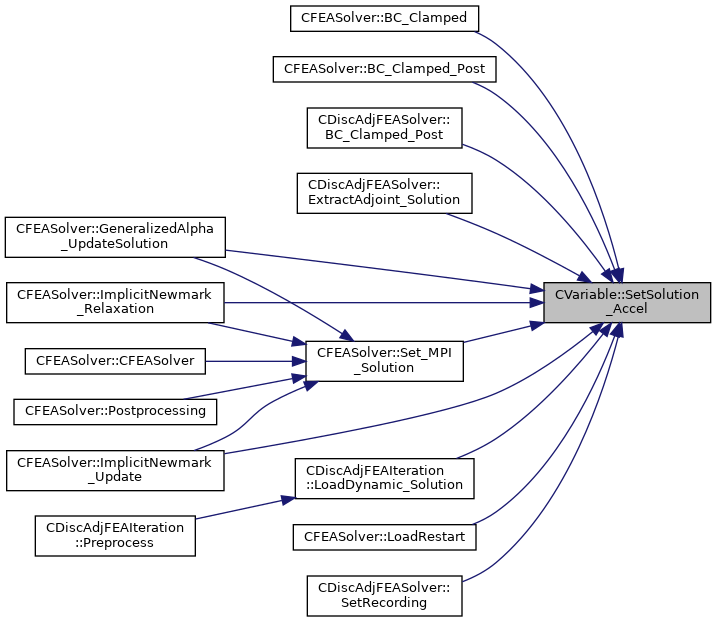 CFEASolver::BC_Clamped
CFEASolver::BC_Clamped_Post
CDiscAdjFEASolver::
BC_Clamped_Post
CDiscAdjFEASolver::
ExtractAdjoint_Solution
CFEASolver::GeneralizedAlpha
_UpdateSolution
CVariable::SetSolution
_Accel
CFEASolver::ImplicitNewmark
_Relaxation
CFEASolver::Set_MPI
_Solution
CFEASolver::CFEASolver
CFEASolver::Postprocessing
CFEASolver::ImplicitNewmark
_Update
CDiscAdjFEAIteration
::LoadDynamic_Solution
CDiscAdjFEAIteration
::Preprocess
CFEASolver::LoadRestart
CDiscAdjFEASolver::
SetRecording